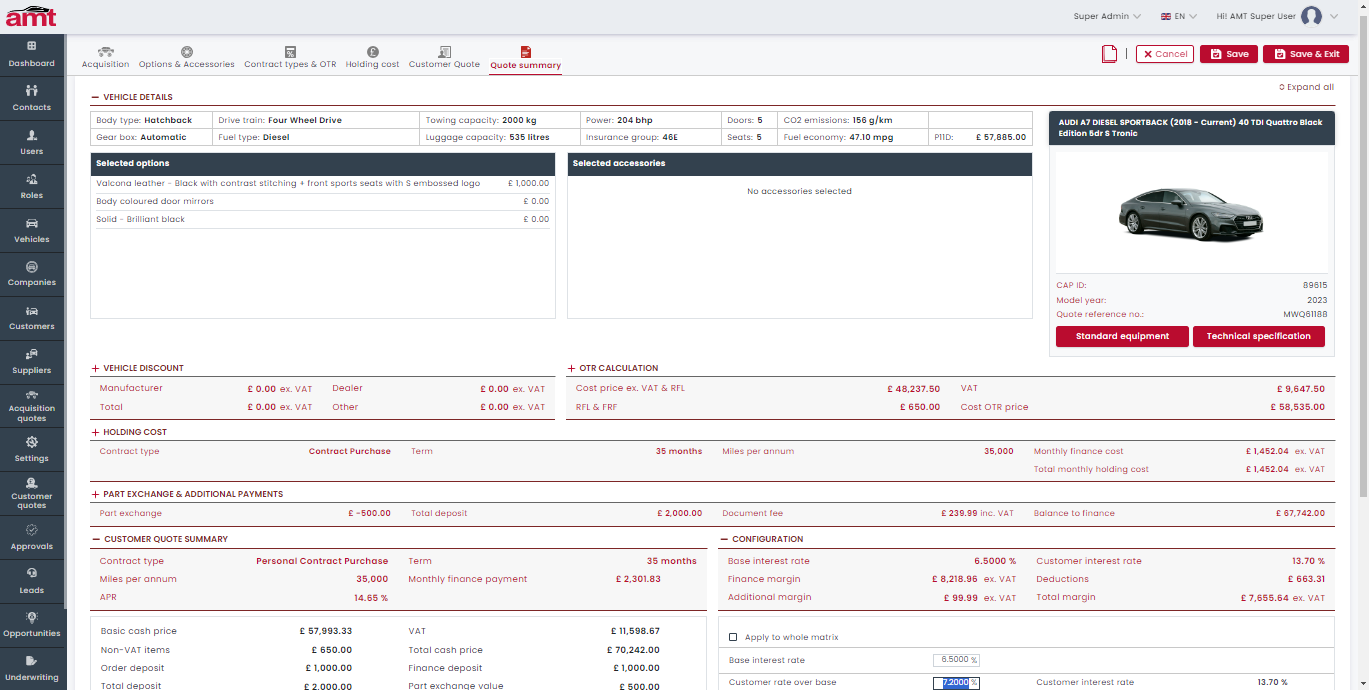 amt
Super Admin
EN
Hi! AMT Super User
Dashboard
Contacts
Users
Roles
Vehicles
Companies
Customers
Suppliers
Acquisition
quotes
Settings
Customer
quotes
Approvals
Leads
Opportunities
Underwriting
Acquisition
Options & Accessories
Contract types & OTR
Holding cost
Customer Quote
Quote summary
Cancel
Save
Save & Exit
Expand all
VEHICLE DETAILS
Body type: Hatchback Drive train: Four Wheel Drive Towing capacity: 2000 kg Power: 204 bhp Doors: 5 CO2 emissions: 156 g/km
Gear box: Automatic Fuel type: Diesel Luggage capacity: 535 litres Insurance group: 46E Seats: 5 Fuel economy: 47.10 mpg P11D: £ 57,885.00
Selected options
Valcona leather - Black with contrast stitching + front sports seats with S embossed logo £ 1,000.00
Body coloured door mirrors £ 0.00
Solid - Brilliant black £ 0.00
Selected accessories
No accessories selected
AUDI A7 DIESEL SPORTBACK (2018 - Current) 40 TDI Quattro Black
Edition 5dr S Tronic
CAP ID: 89615
Model year: 2023
Quote reference no.: MWQ61188
Standard equipment
Technical specification
VEHICLE DISCOUNT
Manufacturer £ 0.00 ex. VAT Dealer £ 0.00 ex. VAT
Total £ 0.00 ex. VAT Other £ 0.00 ex. VAT
OTR CALCULATION
Cost price ex. VAT & RFL £ 48,237.50 VAT £ 9,647.50
RFL & FRF £ 650.00 Cost OTR price £ 58,535.00
HOLDING COST
Contract type Contract Purchase Term 35 months Miles per annum 35,000 Monthly finance cost £ 1,452.04 ex. VAT
Total monthly holding cost £ 1,452.04 ex. VAT
PART EXCHANGE & ADDITIONAL PAYMENTS
Part exchange £ -500.00 Total deposit £ 2,000.00 Document fee £ 239.99 inc. VAT Balance to finance £ 67,742.00
CUSTOMER QUOTE SUMMARY
Contract type Personal Contract Purchase Term 35 months
Miles per annum 35,000 Monthly finance payment £ 2,301.83
APR 14.65 %
Basic cash price £ 57,993.33 VAT £ 11,598.67
Non-VAT items £ 650.00 Total cash price £ 70,242.00
Order deposit £ 1,000.00 Finance deposit £ 1,000.00
Total deposit £ 2,000.00 Part exchange value £ 500.00
CONFIGURATION
Base interest rate 6.5000 % Customer interest rate 13.70 %
Finance margin £ 8,218.96 ex. VAT Deductions £ 663.31
Additional margin £ 99.99 ex. VAT Total margin £ 7,655.64 ex. VAT
Apply to whole matrix
Base interest rate 6.5000 %
Customer rate over base 7.2000 % Customer interest rate 13.70 %